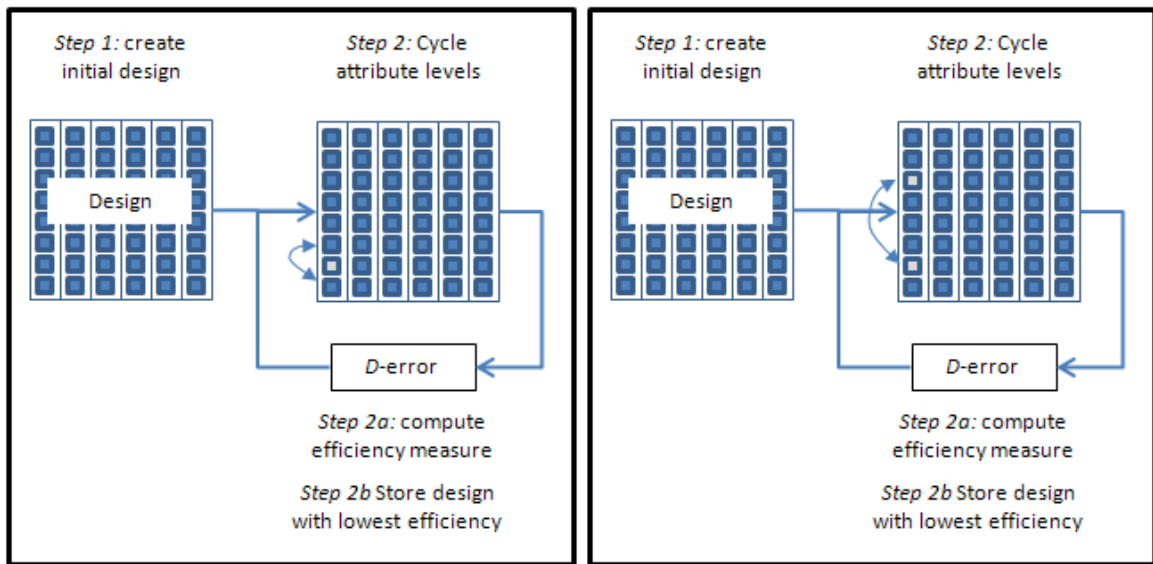 Step 1: create
initial design
Step 2: Cycle
attribute levels
Design
D-error
Step 2a: compute
efficiency measure
Step 2b Store design
with lowest efficiency
Step 1: create
initial design
Step 2: Cycle
attribute levels
Design
D-error
Step 2a: compute
efficiency measure
Step 2b Store design
with lowest efficiency